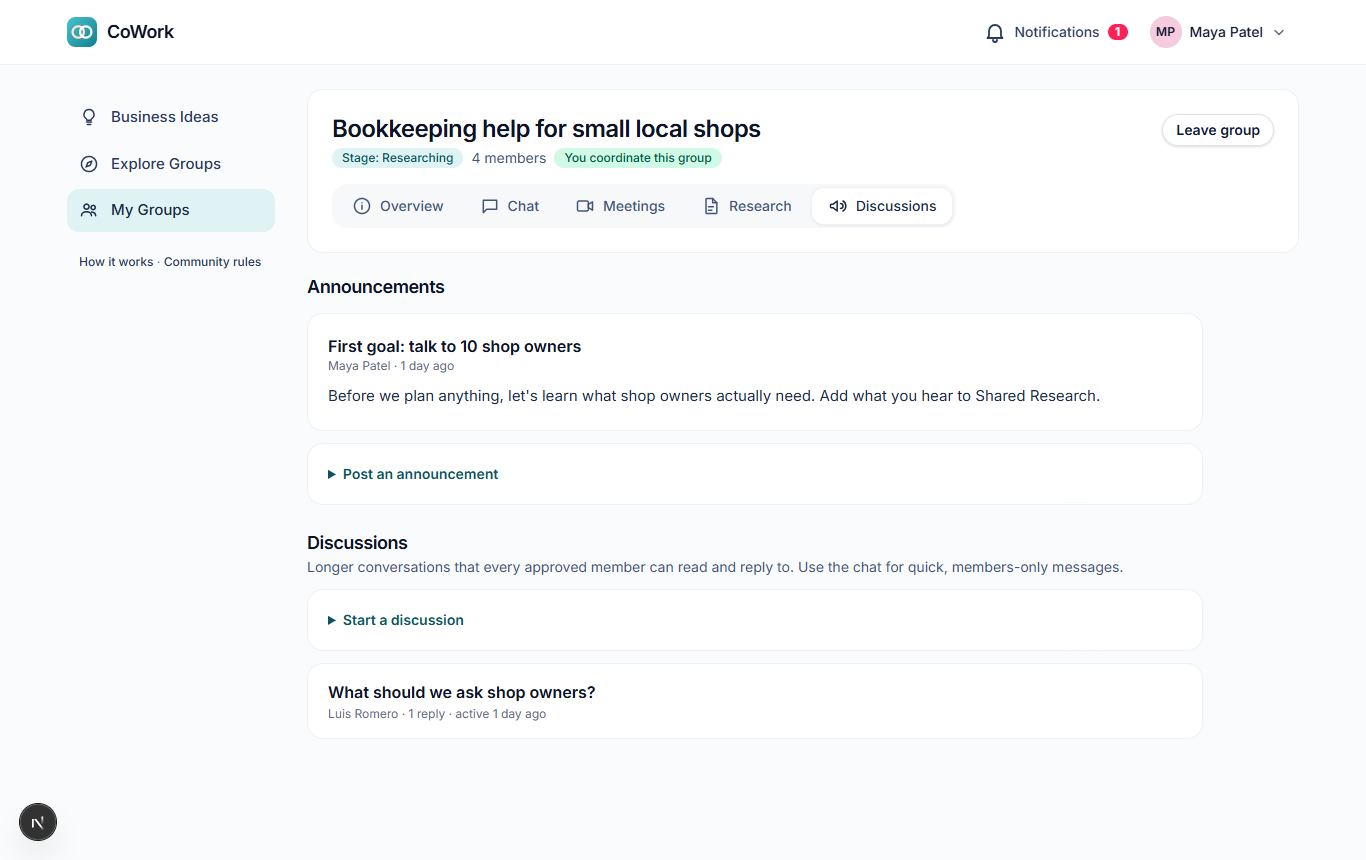 CoWork
Notifications 1
MP Maya Patel
Business Ideas
Explore Groups
My Groups
How it works · Community rules
Bookkeeping help for small local shops
Leave group
Stage: Researching 4 members You coordinate this group
Overview Chat Meetings Research Discussions
Announcements
First goal: talk to 10 shop owners
Maya Patel · 1 day ago
Before we plan anything, let's learn what shop owners actually need. Add what you hear to Shared Research.
Post an announcement
Discussions
Longer conversations that every approved member can read and reply to. Use the chat for quick, members-only messages.
Start a discussion
What should we ask shop owners?
Luis Romero · 1 reply · active 1 day ago
N